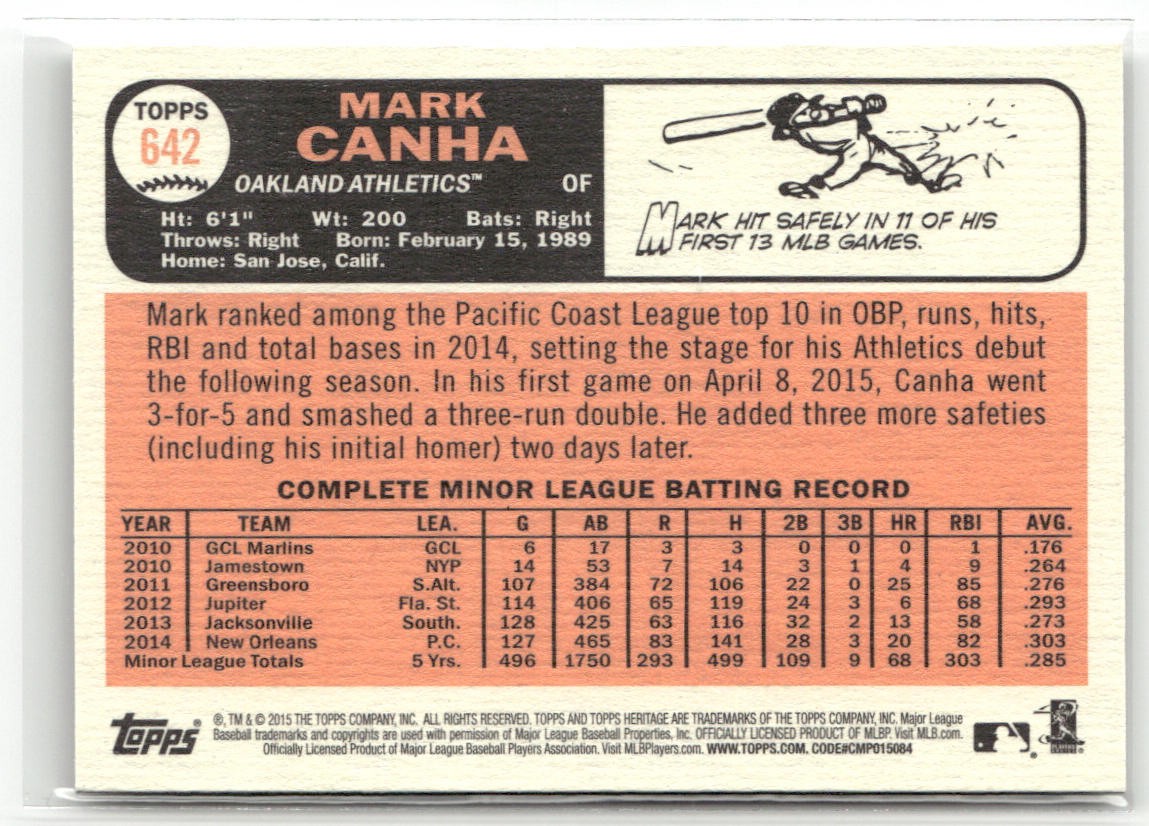 TOPPS
642
MARK
CANHA
OAKLAND ATHLETICS™ OF
Ht: 6'1" Wt: 200 Bats: Right
Throws: Right Born: February 15, 1989
Home: San Jose, Calif.
MARK HIT SAFELY IN 11 OF HIS
FIRST 13 MLB GAMES.
Mark ranked among the Pacific Coast League top 10 in OBP, runs, hits,
RBI and total bases in 2014, setting the stage for his Athletics debut
the following season. In his first game on April 8, 2015, Canha went
3-for-5 and smashed a three-run double. He added three more safeties
(including his initial homer) two days later.
COMPLETE MINOR LEAGUE BATTING RECORD
YEAR TEAM LEA. G AB R H 2B 3B HR RBI AVG.
2010 GCL Marlins GCL 6 17 3 3 0 0 0 1 .176
2010 Jamestown NYP 14 53 7 14 3 1 4 9 .264
2011 Greensboro S.Alt. 107 384 72 106 22 0 25 85 .276
2012 Jupiter Fla. St. 114 406 65 119 24 3 6 68 .293
2013 Jacksonville South. 128 425 63 116 32 2 13 58 .273
2014 New Orleans P.C. 127 465 83 141 28 3 20 82 .303
Minor League Totals 5 Yrs. 496 1750 293 499 109 9 68 303 .285
Topps®
®, TM & © 2015 THE TOPPS COMPANY, INC. ALL RIGHTS RESERVED. TOPPS AND TOPPS HERITAGE ARE TRADEMARKS OF THE TOPPS COMPANY, INC. Major League
Baseball trademarks and copyrights are used with permission of Major League Baseball Properties, Inc. OFFICIALLY LICENSED PRODUCT OF MLBP. Visit MLB.com.
Officially Licensed Product of Major League Baseball Players Association. Visit MLBPlayers.com. WWW.TOPPS.COM. CODE#CMP015084